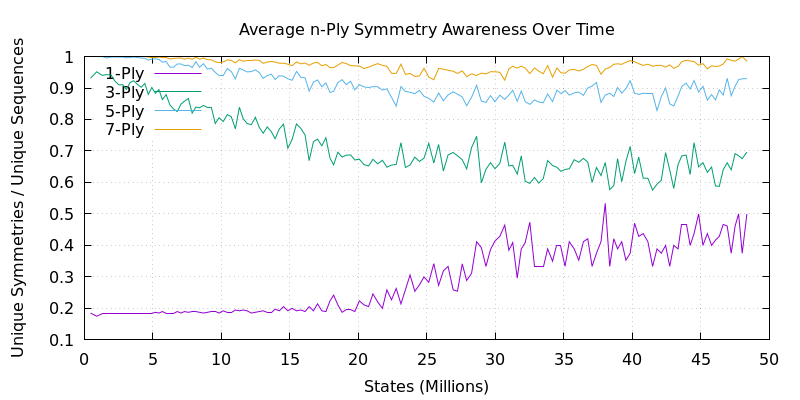 Average n-Ply Symmetry Awareness Over Time
Unique Symmetries / Unique Sequences
1
0.9
0.8
0.7
0.6
0.5
0.4
0.3
0.2
0.1
1-Ply
3-Ply
5-Ply
7-Ply
0 5 10 15 20 25 30 35 40 45 50
States (Millions)